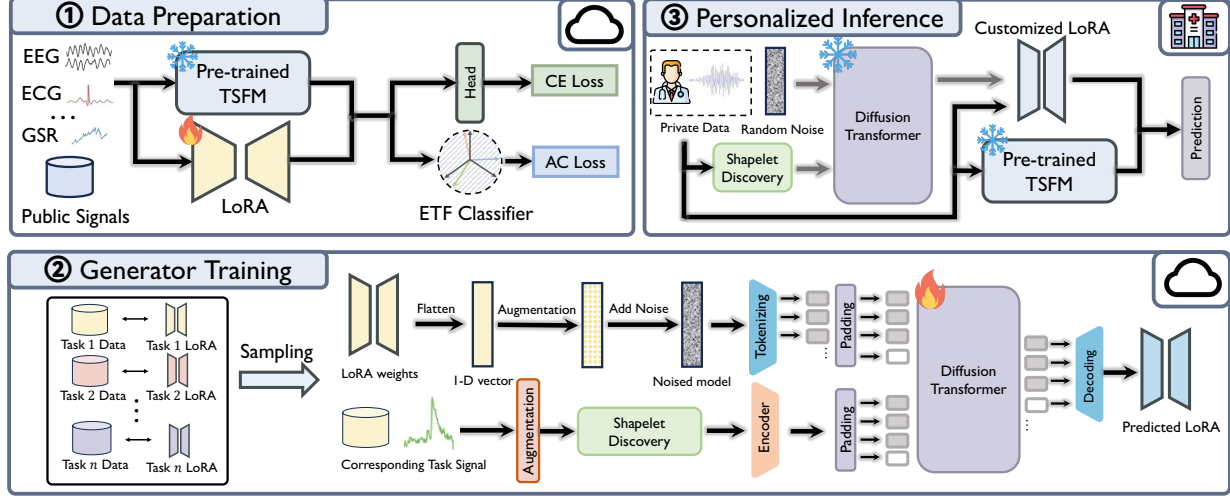 ① Data Preparation
EEG
ECG
...
GSR
Public Signals
Pre-trained
TSFM
LoRA
Head
CE Loss
AC Loss
ETF Classifier
③ Personalized Inference
Private Data
Random Noise
Shapelet
Discovery
Diffusion
Transformer
Customized LoRA
Pre-trained
TSFM
Prediction
② Generator Training
Task 1 Data
Task 1 LoRA
Task 2 Data
Task 2 LoRA
Task n Data
Task n LoRA
Sampling
LoRA weights
Flatten
1-D vector
Augmentation
Add Noise
Noised model
Tokenizing
...
Padding
Corresponding Task Signal
Augmentation
Shapelet
Discovery
Encoder
Padding
Diffusion
Transformer
...
Decoding
Predicted LoRA